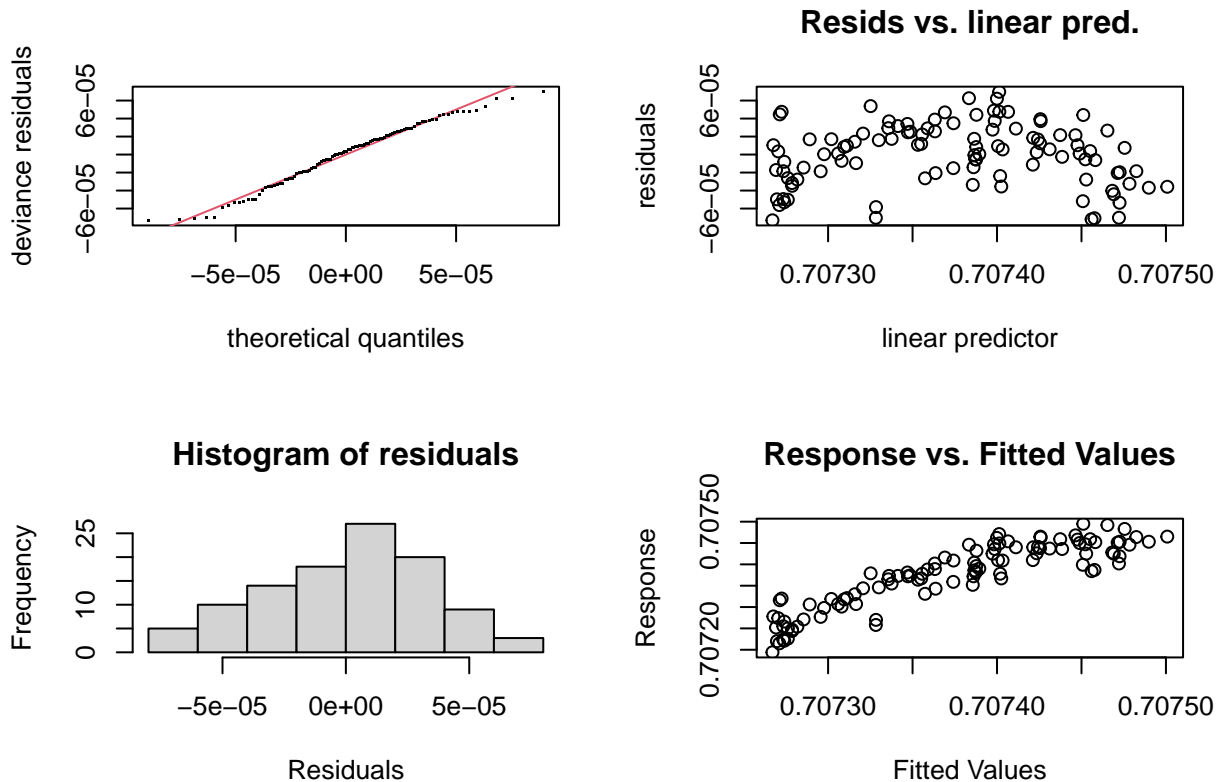 deviance residuals
−6e−05 6e−05
−5e−05 0e+00 5e−05
theoretical quantiles
Resids vs. linear pred.
residuals
−6e−05 6e−05
0.70730 0.70740 0.70750
linear predictor
Histogram of residuals
Frequency
0 10 25
−5e−05 0e+00 5e−05
Residuals
Response vs. Fitted Values
Response
0.70720 0.70750
0.70730 0.70740 0.70750
Fitted Values